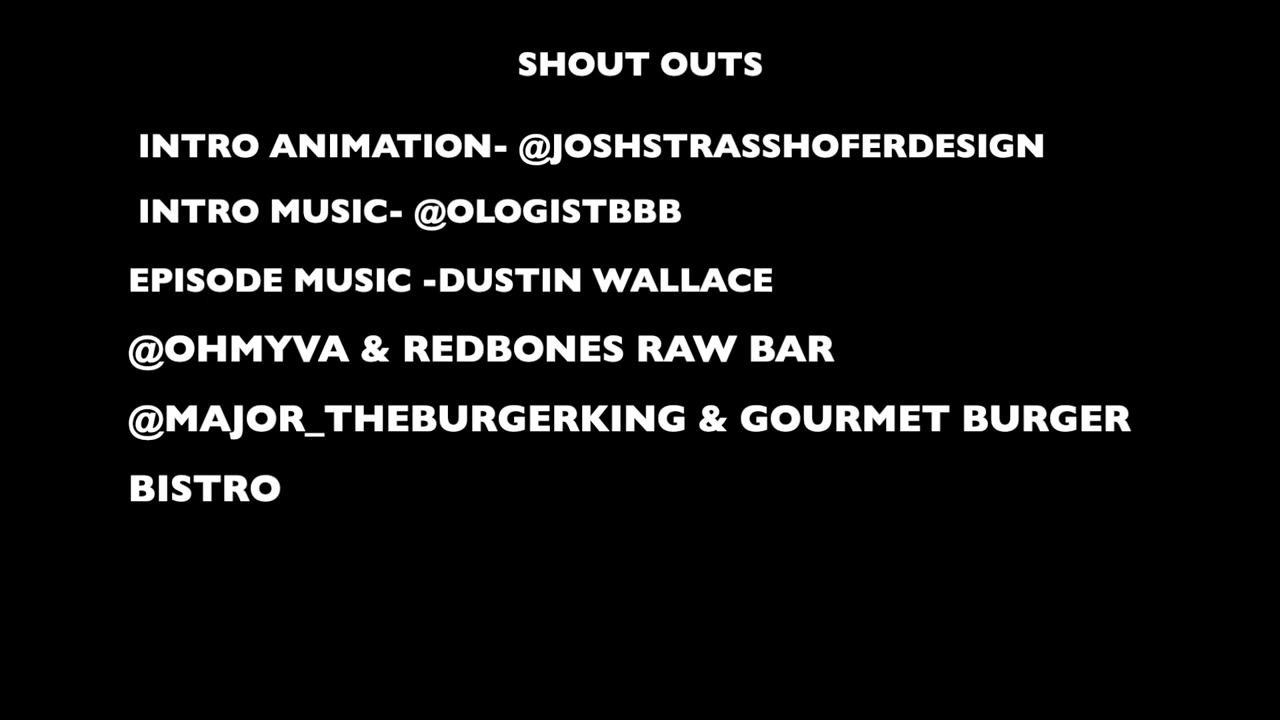 SHOUT OUTS
INTRO ANIMATION- @JOSHSTRASSHOFERDESIGN
INTRO MUSIC- @OLOGISTBBB
EPISODE MUSIC -DUSTIN WALLACE
@OHMYVA & REDBONES RAW BAR
@MAJOR_THEBURGERKING & GOURMET BURGER
BISTRO